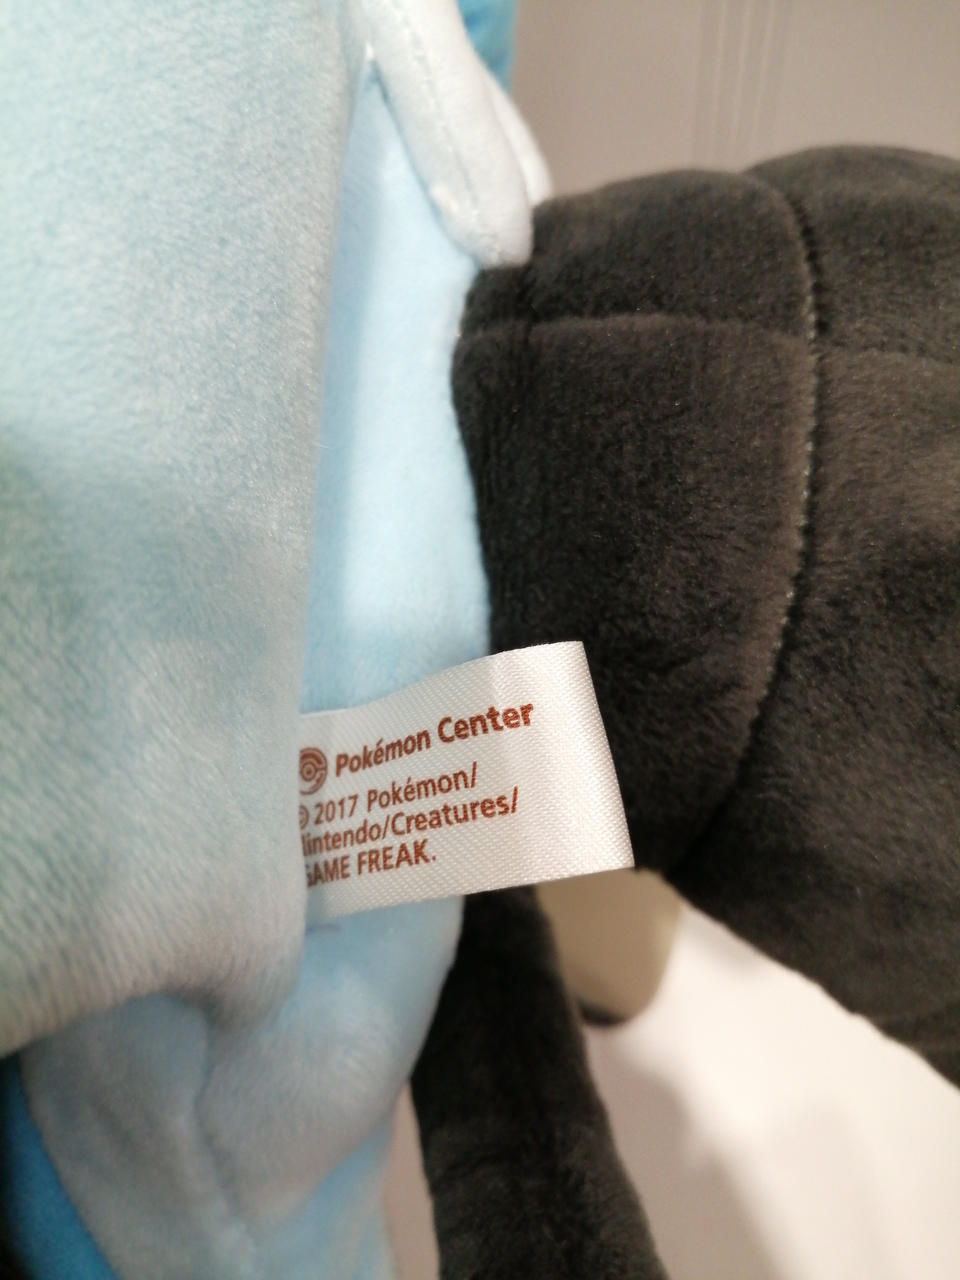 Pokémon Center
© 2017 Pokémon/
Nintendo/Creatures/
GAME FREAK.